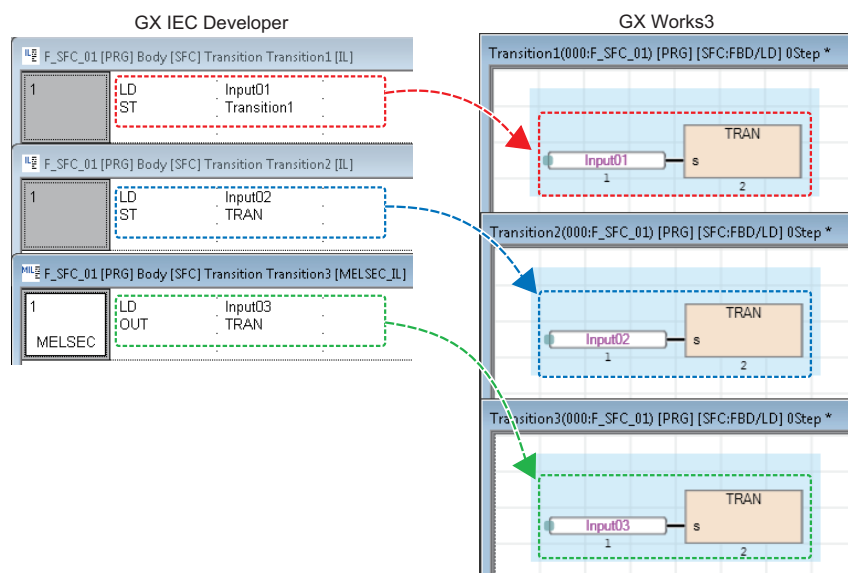 GX IEC Developer
F_SFC_01 [PRG] Body [SFC] Transition Transition1 [IL]
1
LD Input01
ST Transition1
F_SFC_01 [PRG] Body [SFC] Transition Transition2 [IL]
1
LD Input02
ST TRAN
MIL
F_SFC_01 [PRG] Body [SFC] Transition Transition3 [MELSEC_IL]
1
MELSEC
LD Input03
OUT TRAN
GX Works3
Transition1(000:F_SFC_01) [PRG] [SFC:FBD/LD] 0Step *
TRAN
Input01 s
1
2
Transition2(000:F_SFC_01) [PRG] [SFC:FBD/LD] 0Step *
TRAN
Input02 s
1
2
Transition3(000:F_SFC_01) [PRG] [SFC:FBD/LD] 0Step *
TRAN
Input03 s
1
2